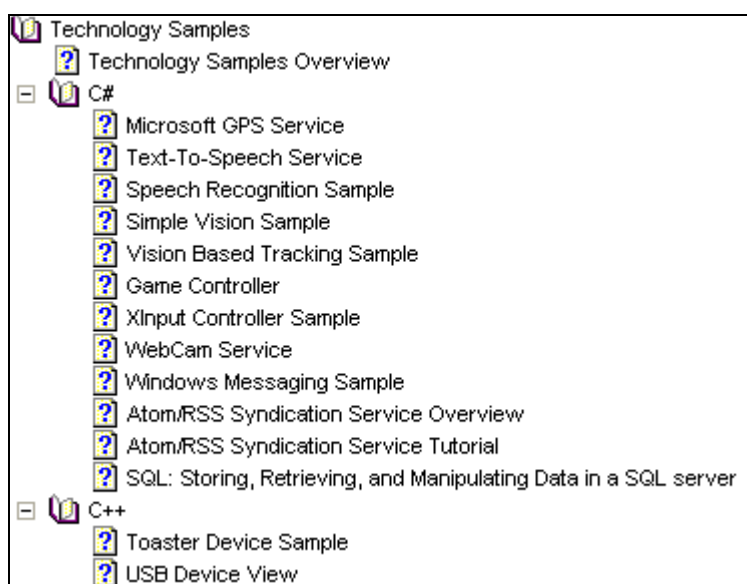 Technology Samples
Technology Samples Overview
C#
Microsoft GPS Service
Text-To-Speech Service
Speech Recognition Sample
Simple Vision Sample
Vision Based Tracking Sample
Game Controller
XInput Controller Sample
WebCam Service
Windows Messaging Sample
Atom/RSS Syndication Service Overview
Atom/RSS Syndication Service Tutorial
SQL: Storing, Retrieving, and Manipulating Data in a SQL server
C++
Toaster Device Sample
USB Device View